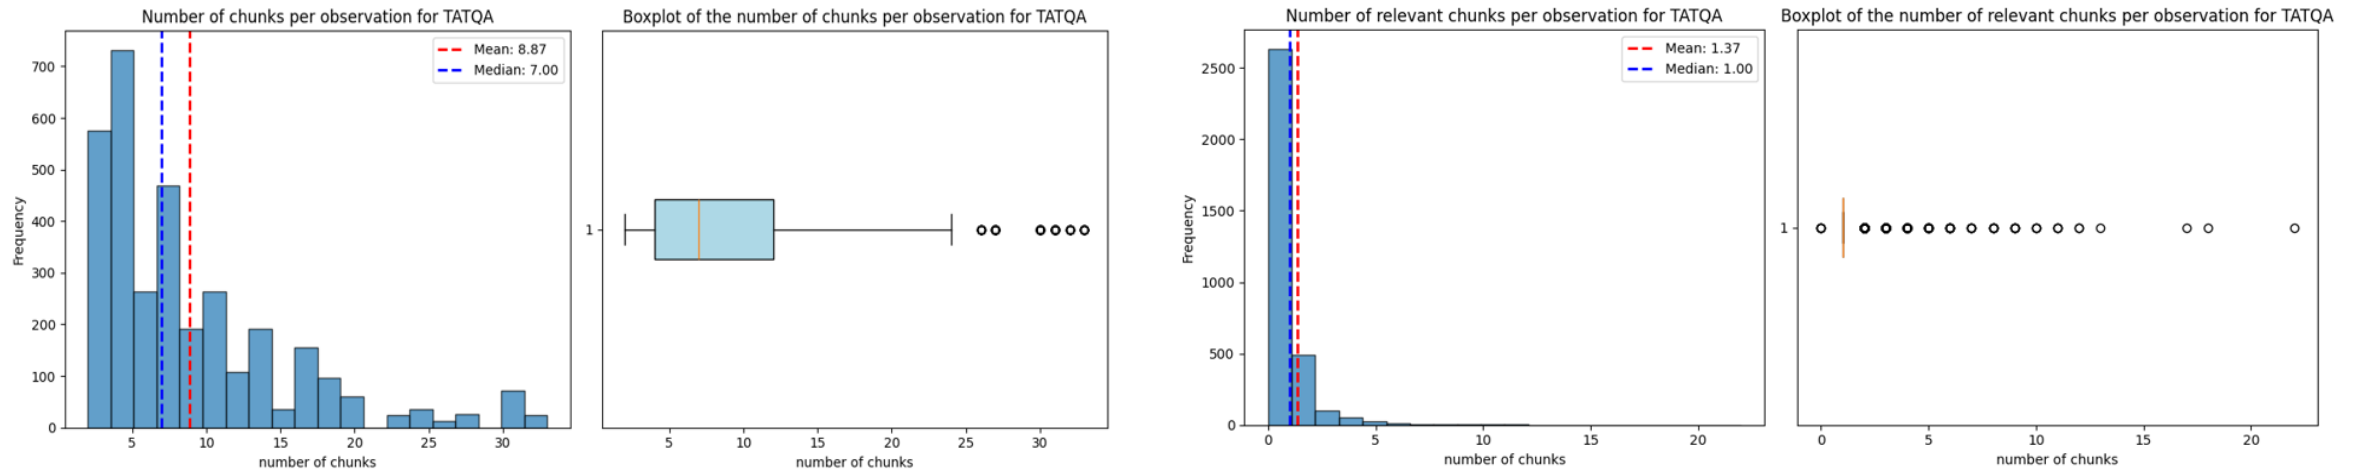 Number of chunks per observation for TATQA
Mean: 8.87
Median: 7.00
Frequency
700
600
500
400
300
200
100
0
5
10
15
20
25
30
number of chunks
Boxplot of the number of chunks per observation for TATQA
1
5
10
15
20
25
30
number of chunks
Number of relevant chunks per observation for TATQA
Mean: 1.37
Median: 1.00
Frequency
2500
2000
1500
1000
500
0
0
5
10
15
20
number of chunks
Boxplot of the number of relevant chunks per observation for TATQA
1
0
5
10
15
20
number of chunks